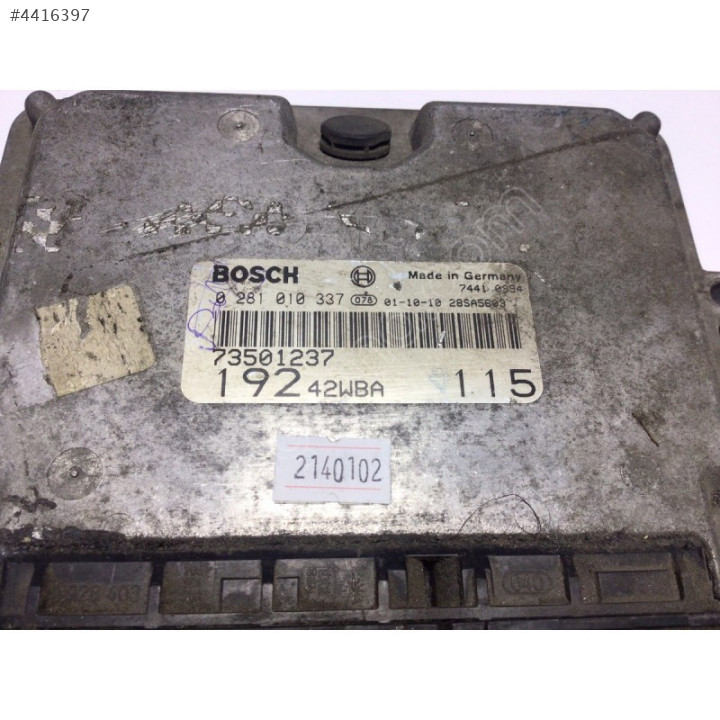 #4416397
BOSCH Made in Germany
7441 0994
0 281 010 337 078 01-10-10 28SA5603
73501237
192 42WBA 115
2140102